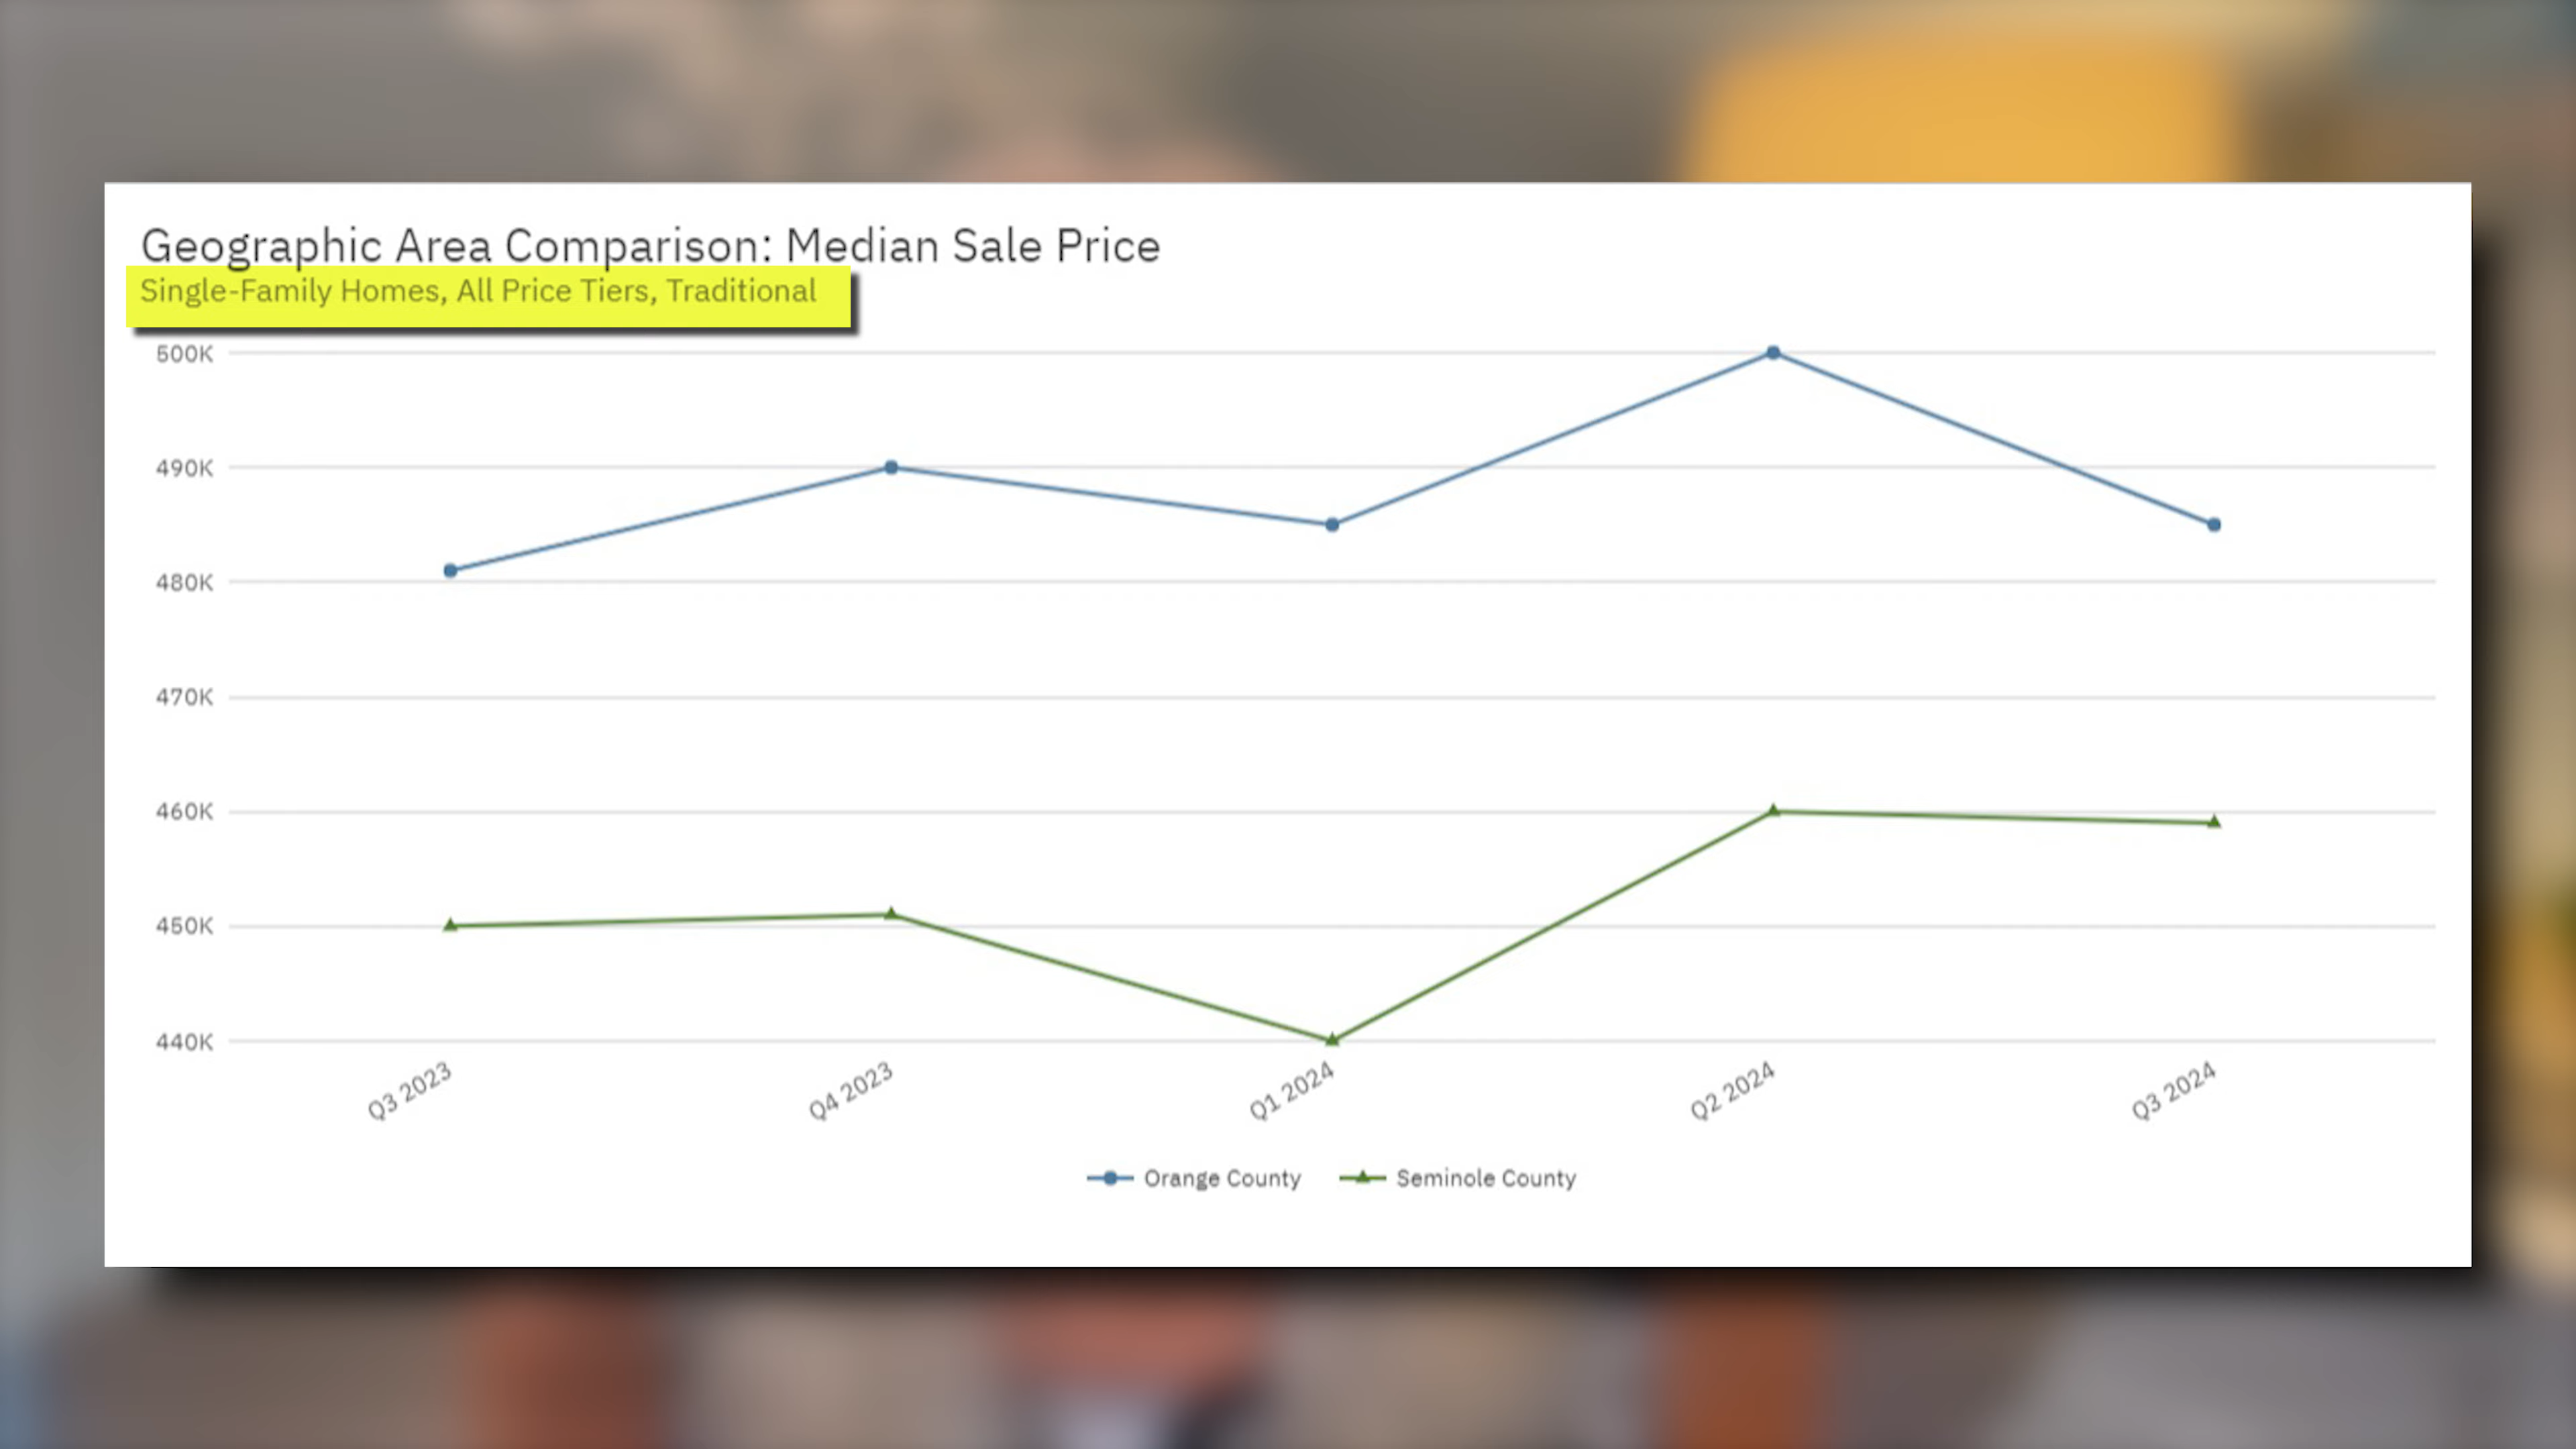 Geographic Area Comparison: Median Sale Price
Single-Family Homes, All Price Tiers, Traditional
500K
490K
480K
470K
460K
450K
440K
Q3 2023
Q4 2023
Q1 2024
Q2 2024
Q3 2024
Orange County
Seminole County